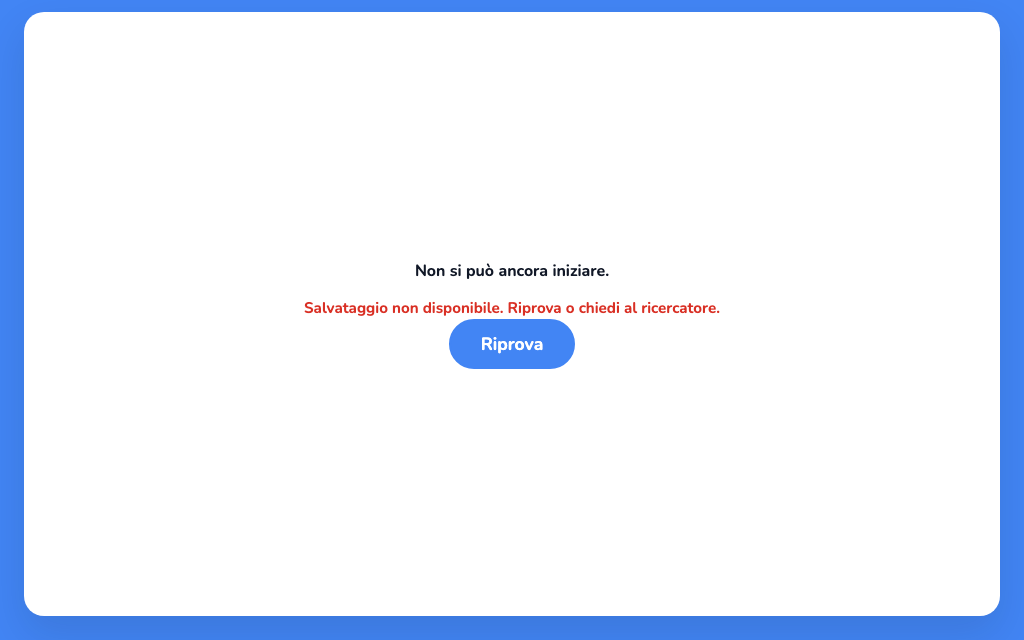 Non si può ancora iniziare.
Salvataggio non disponibile. Riprova o chiedi al ricercatore.
Riprova